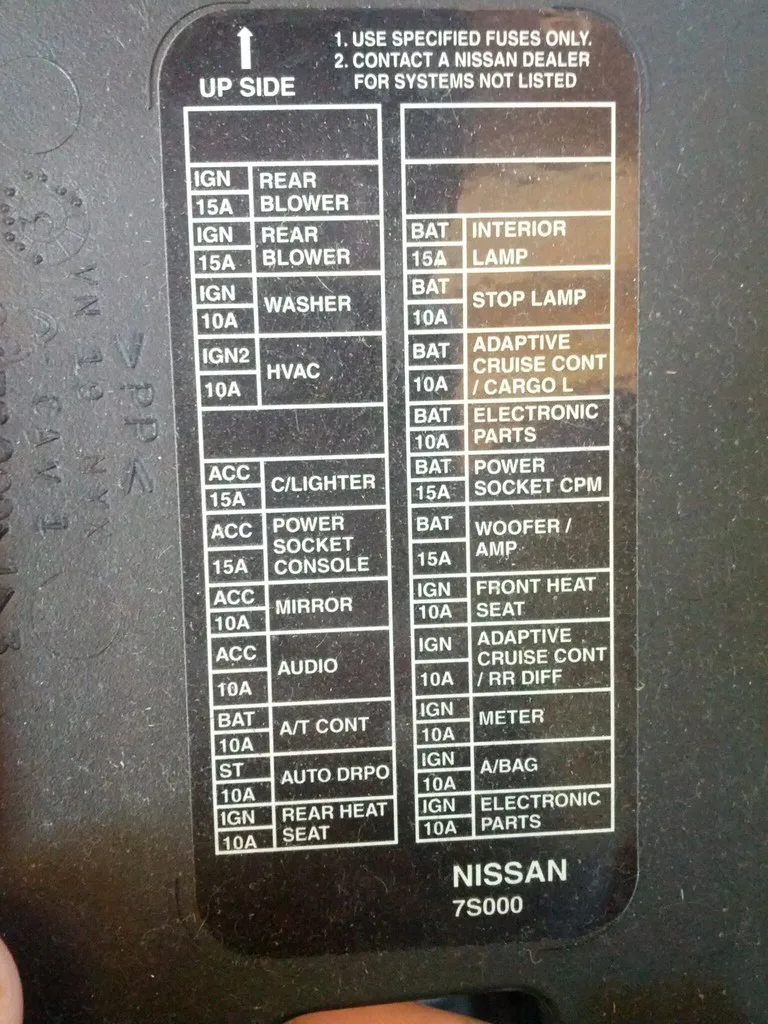 UP SIDE
1. USE SPECIFIED FUSES ONLY.
2. CONTACT A NISSAN DEALER
FOR SYSTEMS NOT LISTED
IGN
15A
REAR
BLOWER
IGN
15A
REAR
BLOWER
IGN
10A
WASHER
IGN2
10A
HVAC
ACC
15A
C/LIGHTER
ACC
15A
POWER
SOCKET
CONSOLE
ACC
10A
MIRROR
ACC
10A
AUDIO
BAT
10A
A/T CONT
ST
10A
AUTO DRPO
IGN
10A
REAR HEAT
SEAT
BAT
15A
INTERIOR
LAMP
BAT
10A
STOP LAMP
BAT
10A
ADAPTIVE
CRUISE CONT
/ CARGO L
BAT
10A
ELECTRONIC
PARTS
BAT
15A
POWER
SOCKET CPM
BAT
15A
WOOFER /
AMP
IGN
10A
FRONT HEAT
SEAT
IGN
10A
ADAPTIVE
CRUISE CONT
/ RR DIFF
IGN
10A
METER
IGN
10A
A/BAG
IGN
10A
ELECTRONIC
PARTS
NISSAN
7S000
>PP<